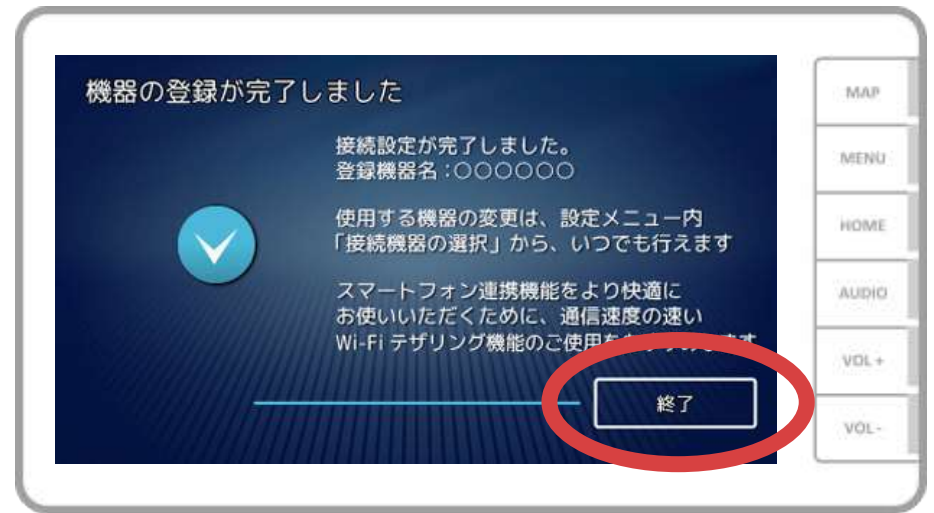 機器の登録が完了しました
接続設定が完了しました。
登録機器名：○○○○○○
使用する機器の変更は、設定メニュー内
「接続機器の選択」から、いつでも行えます
スマートフォン連携機能をより快適に
お使いいただくために、通信速度の速い
Wi-Fi テザリング機能のご使用を
終了
MAP
MENU
HOME
AUDIO
VOL +
VOL -